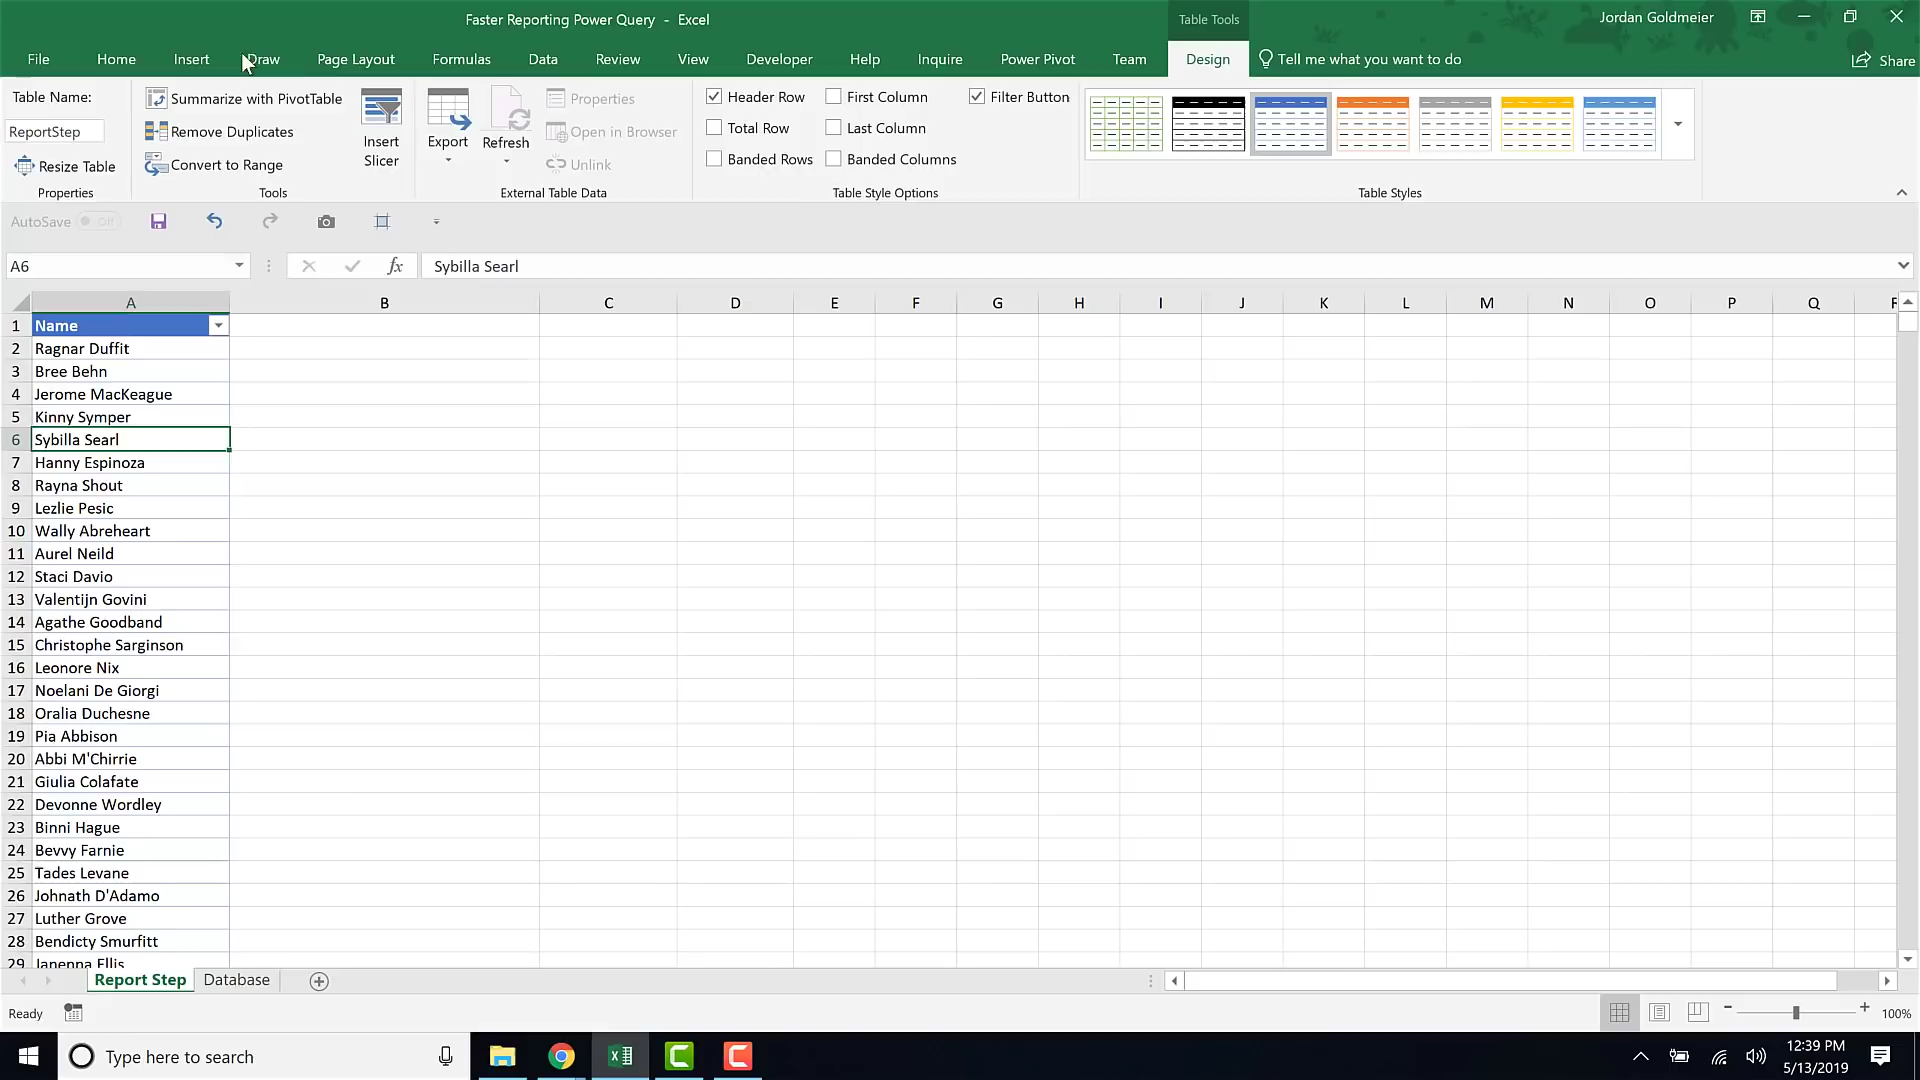 Faster Reporting Power Query - Excel
Table Tools
Jordan Goldmeier
File Home Insert Draw Page Layout Formulas Data Review View Developer Help Inquire Power Pivot Team Design Tell me what you want to do Share
Table Name:
ReportStep
Resize Table
Properties
Summarize with PivotTable
Remove Duplicates
Convert to Range
Tools
Insert
Slicer
Export
Refresh
Properties
Open in Browser
Unlink
External Table Data
Header Row First Column Filter Button
Total Row Last Column
Banded Rows Banded Columns
Table Style Options
Table Styles
AutoSave Off
A6 fx Sybilla Searl
A B C D E F G H I J K L M N O P Q R
1 Name
2 Ragnar Duffit
3 Bree Behn
4 Jerome MacKeague
5 Kinny Symper
6 Sybilla Searl
7 Hanny Espinoza
8 Rayna Shout
9 Lezlie Pesic
10 Wally Abreheart
11 Aurel Neild
12 Staci Davio
13 Valentijn Govini
14 Agathe Goodband
15 Christophe Sarginson
16 Leonore Nix
17 Noelani De Giorgi
18 Oralia Duchesne
19 Pia Abbison
20 Abbi M'Chirrie
21 Giulia Colafate
22 Devonne Wordley
23 Binni Hague
24 Bevvy Farnie
25 Tades Levane
26 Johnath D'Adamo
27 Luther Grove
28 Bendicty Smurfitt
29 Janenna Ellis
Report Step Database
Ready
100%
Type here to search
12:39 PM
5/13/2019